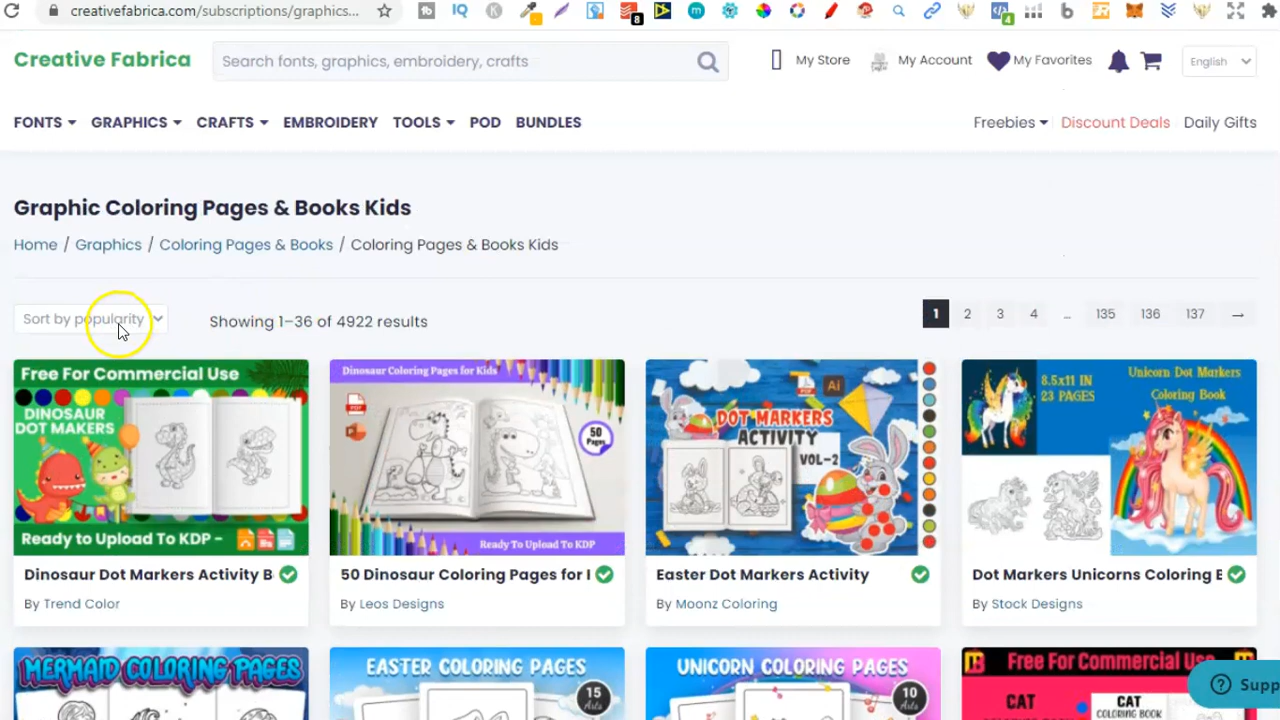 creativefabrica.com/subscriptions/graphics...
8
4
Creative Fabrica
Search fonts, graphics, embroidery, crafts
My Store
My Account
My Favorites
English
FONTS
GRAPHICS
CRAFTS
EMBROIDERY
TOOLS
POD
BUNDLES
Freebies
Discount Deals
Daily Gifts
Graphic Coloring Pages & Books Kids
Home / Graphics / Coloring Pages & Books / Coloring Pages & Books Kids
Sort by popularity
Showing 1–36 of 4922 results
1 2 3 4 ... 135 136 137 →
Free For Commercial Use
DINOSAUR
DOT MAKERS
Ready to Upload To KDP -
Dinosaur Dot Markers Activity B
By Trend Color
Dinosaur Coloring Pages for Kids
50
Pages
Ready To Upload To KDP
50 Dinosaur Coloring Pages for I
By Leos Designs
Ai
DOT MARKERS
ACTIVITY
VOL-2
Easter Dot Markers Activity
By Moonz Coloring
8.5x11 IN
23 PAGES
Unicorn Dot Markers
Coloring Book
Dot Markers Unicorns Coloring E
By Stock Designs
MERMAID COLORING PAGES
EASTER COLORING PAGES
15
Arts
UNICORN COLORING PAGES
10
Arts
Free For Commercial Use
CAT
COLORING
CAT
COLORING BOOK
Supp